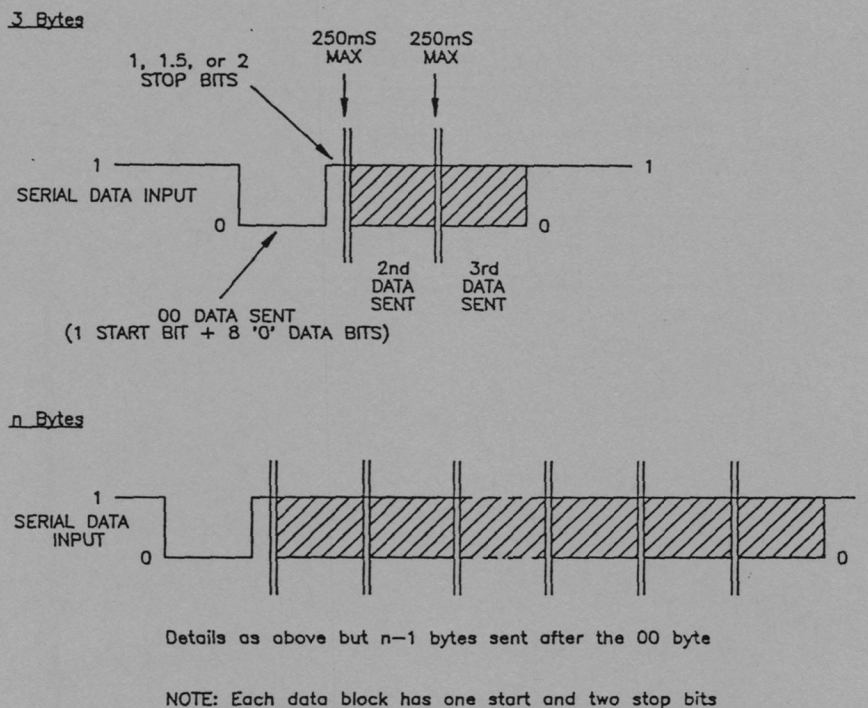 3 Bytes
250mS
MAX
250mS
MAX
1, 1.5, or 2
STOP BITS
1
1
SERIAL DATA INPUT
0
0
2nd
DATA
SENT
3rd
DATA
SENT
00 DATA SENT
(1 START BIT + 8 '0' DATA BITS)
n Bytes
1
SERIAL DATA
INPUT
0
0
Details as above but n-1 bytes sent after the 00 byte
NOTE: Each data block has one start and two stop bits